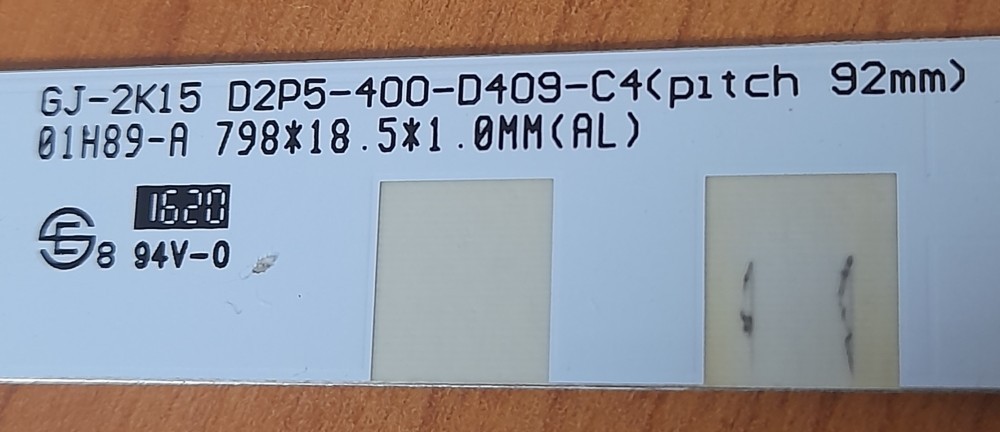 GJ-2K15 D2P5-400-D409-C4(pitch 92mm)
01H89-A 798*18.5*1.0MM(AL)
1620
8 94V-0